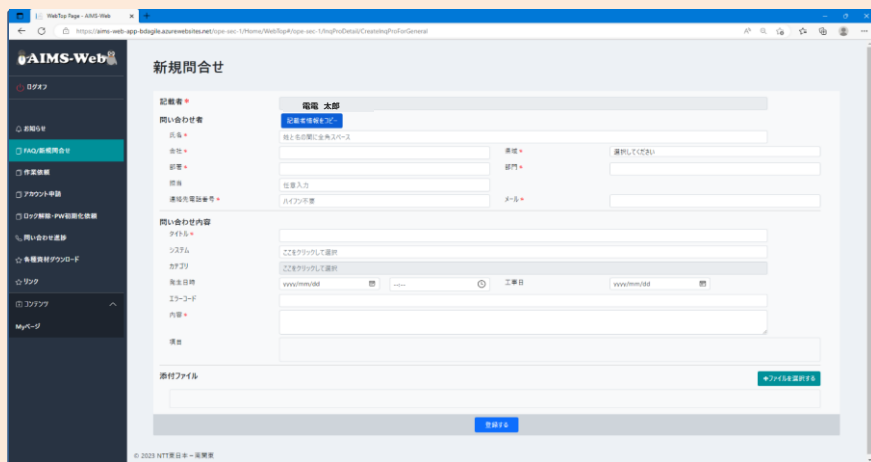 WebTop Page - AIMS-Web
https://aims-web-app-bdagile.azurewebsites.net/ope-sec-1/Home/WebTop#/ope-sec-1/InqProDetail/CreateInqProForGeneral
AIMS-Web
ログオフ
お知らせ
FAQ/新規問合せ
作業依頼
アカウント申請
ロック解除・PW初期化依頼
問い合わせ進捗
各種資材ダウンロード
リンク
コンテンツ
Myページ
新規問合せ
記載者*
電電 太郎
問い合わせ者
記載者情報をコピー
氏名*
姓と名の間に全角スペース
会社*
県域*
選択してください
部署*
部門*
担当
任意入力
連絡先電話番号*
ハイフン不要
メール*
問い合わせ内容
タイトル*
システム
ここをクリックして選択
カテゴリ
ここをクリックして選択
発生日時
yyyy/mm/dd
--:--
工事日
yyyy/mm/dd
エラーコード
内容*
添付ファイル
+ファイルを選択する
登録する
© 2023 NTT東日本-南関東